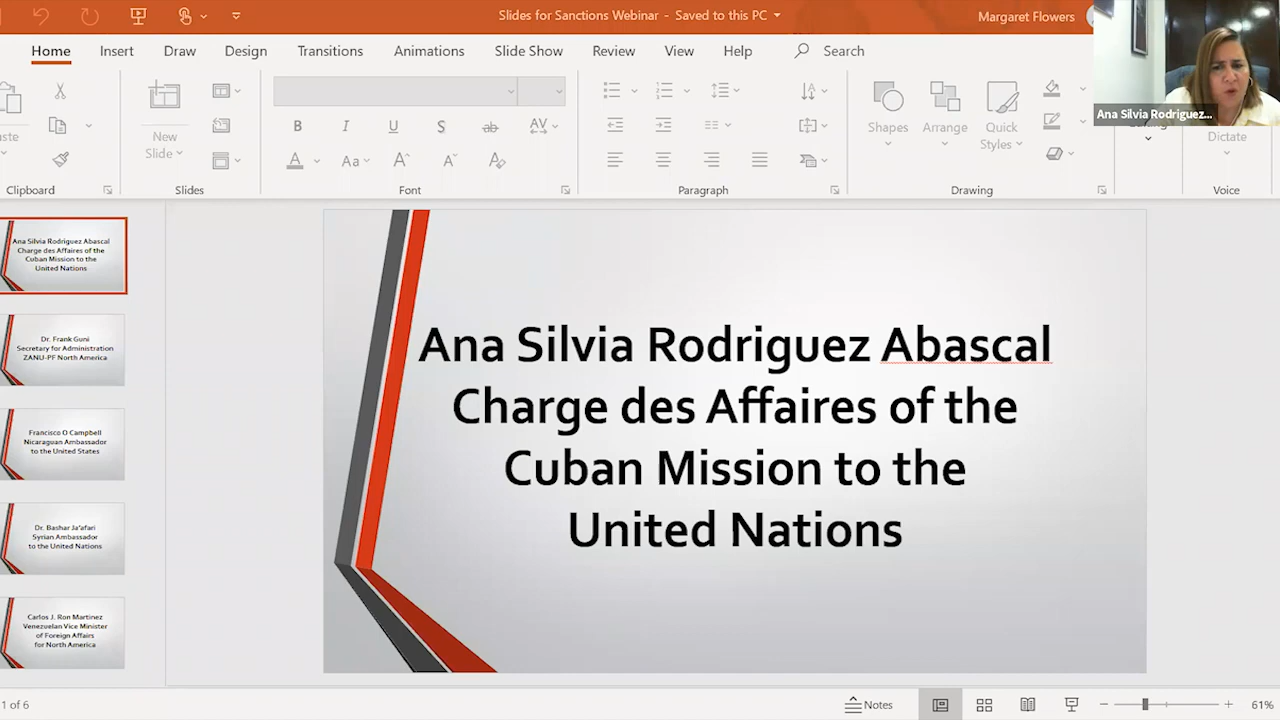 Slides for Sanctions Webinar - Saved to this PC
Margaret Flowers
Home Insert Draw Design Transitions Animations Slide Show Review View Help Search
Ana Silvia Rodriguez...
New
Slide
Shapes
Arrange
Quick
Styles
Dictate
B I U S ab AV
A Aa A A A
Clipboard
Slides
Font
Paragraph
Drawing
Voice
Ana Silvia Rodriguez Abascal
Charge des Affaires of the
Cuban Mission to the
United Nations
Dr. Frank Guni
Secretary for Administration
ZANU-PF North America
Francisco O Campbell
Nicaraguan Ambassador
to the United States
Dr. Bashar Ja'afari
Syrian Ambassador
to the United Nations
Carlos J. Ron Martinez
Venezuelan Vice Minister
of Foreign Affairs
for North America
Ana Silvia Rodriguez Abascal
Charge des Affaires of the
Cuban Mission to the
United Nations
1 of 6
Notes
61%